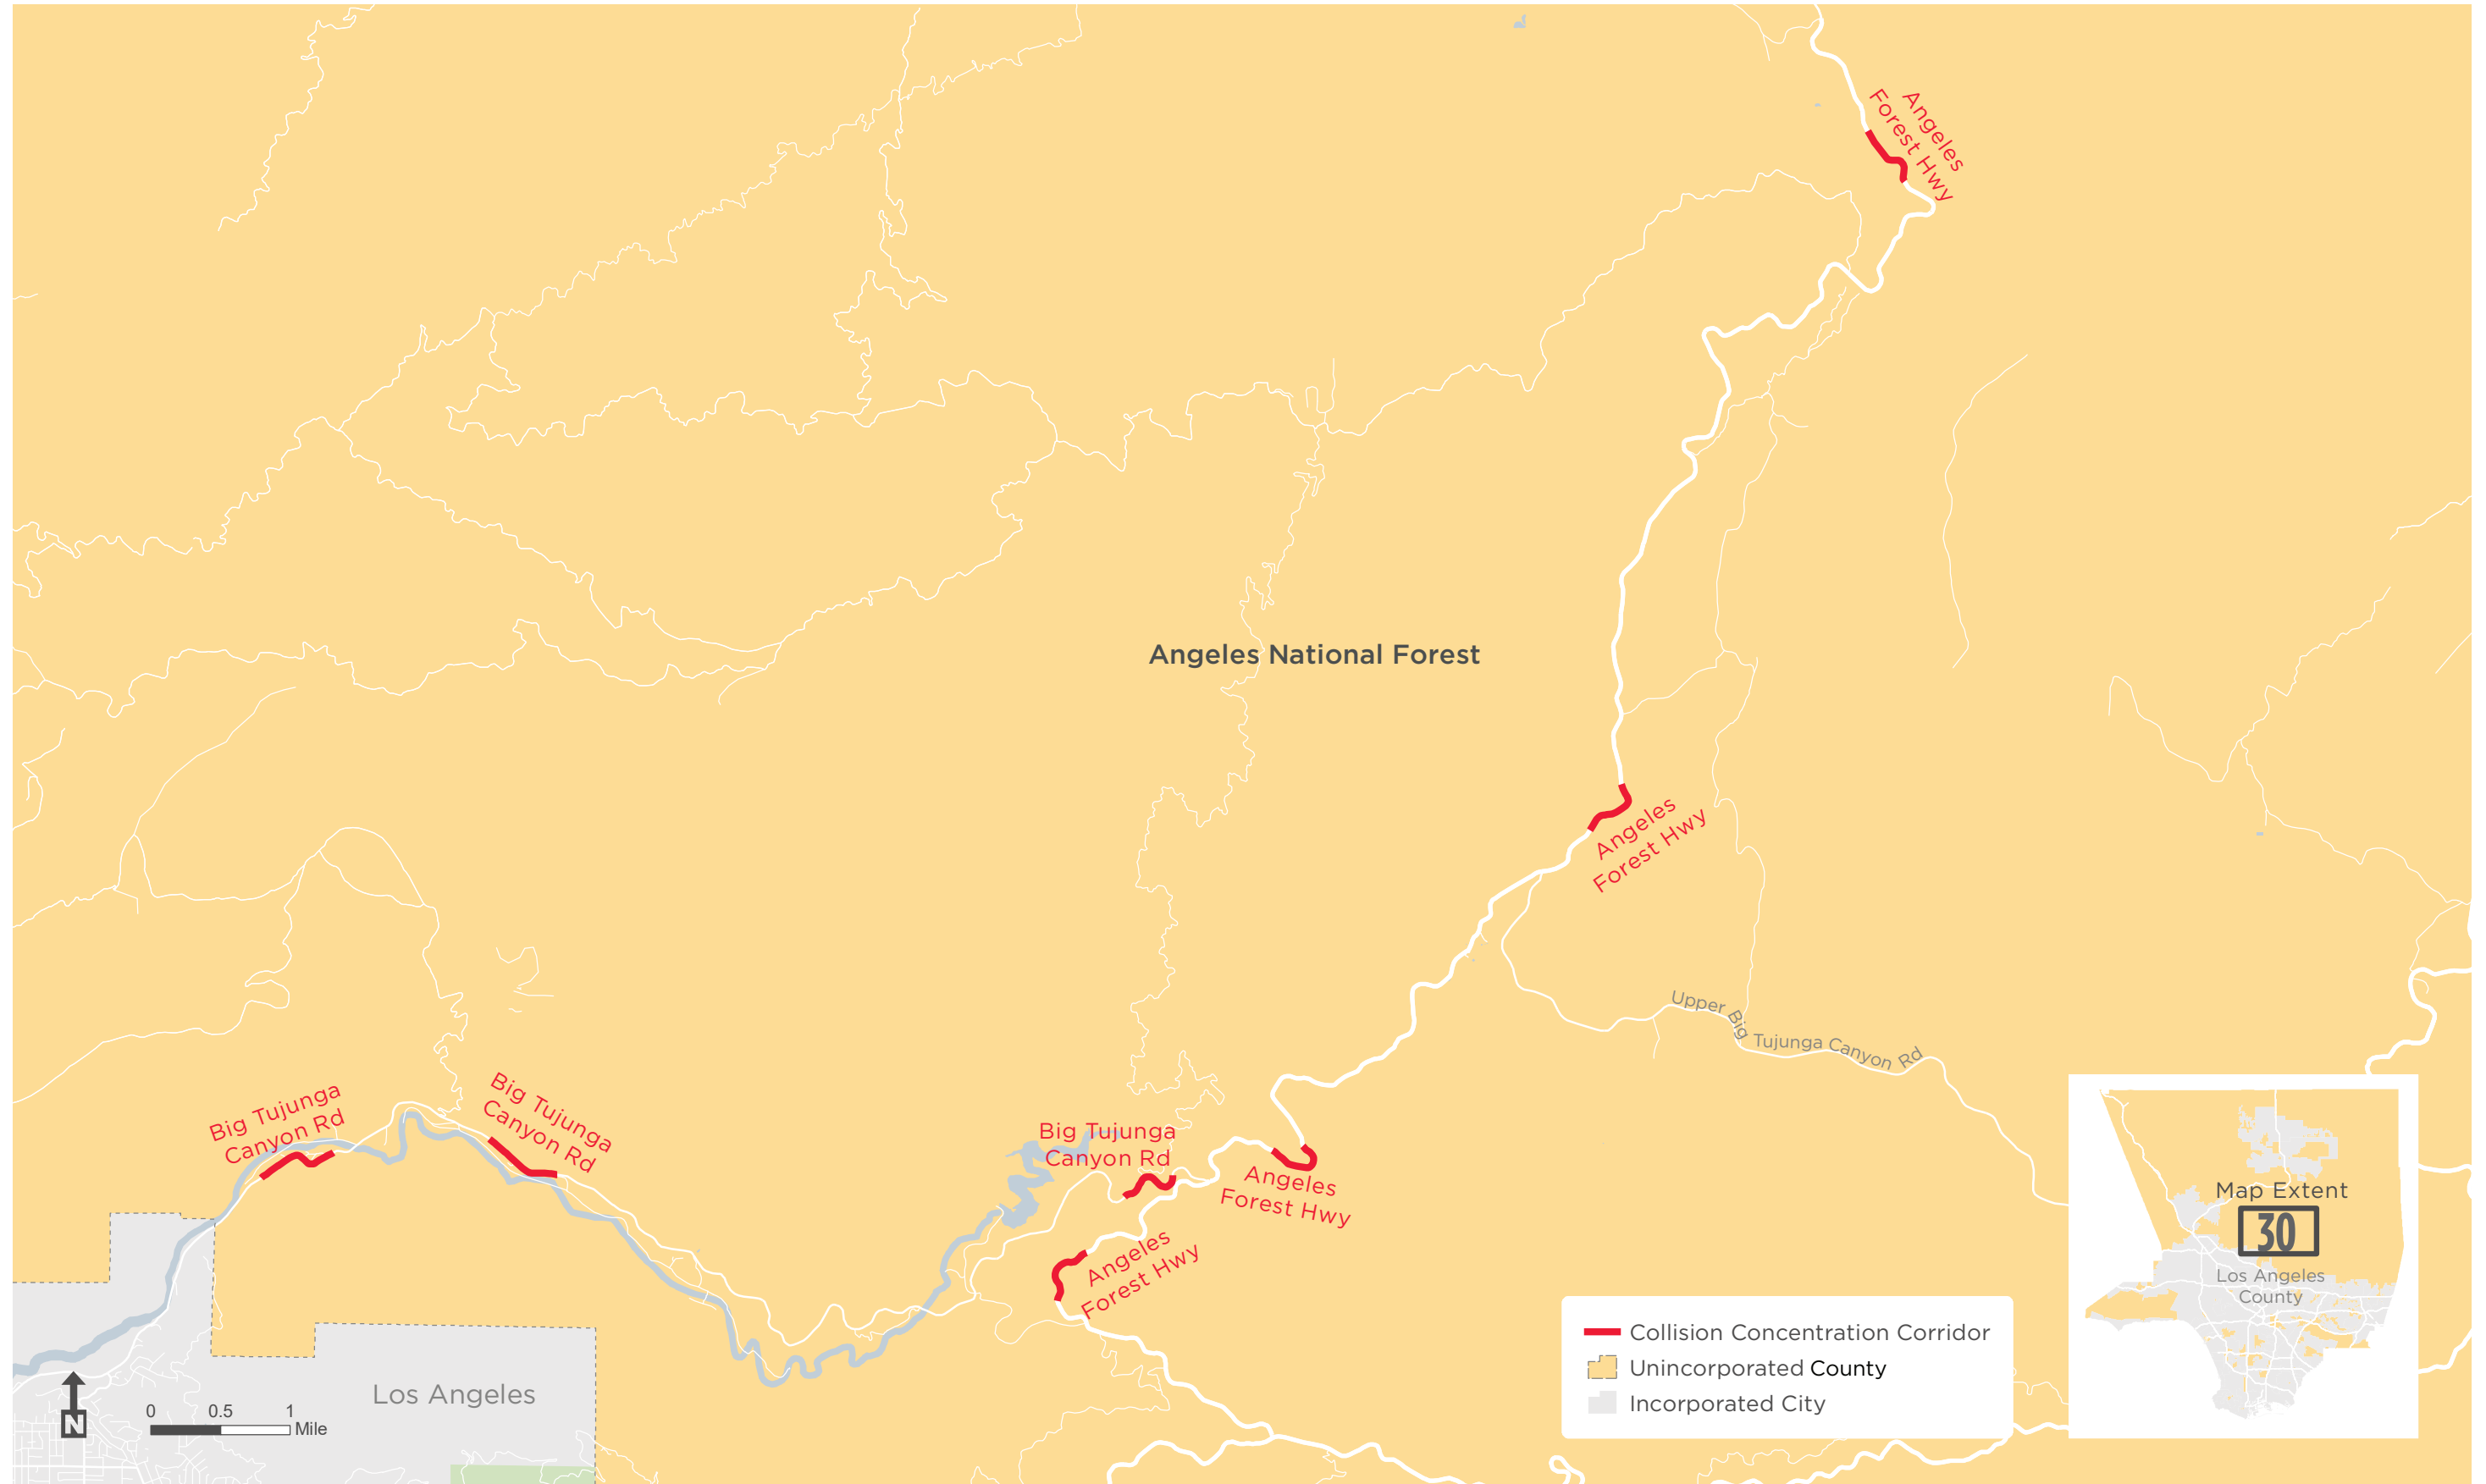 Angeles
Forest Hwy
Angeles National Forest
Angeles
Forest Hwy
Upper Big Tujunga Canyon Rd
Big Tujunga
Canyon Rd
Big Tujunga
Canyon Rd
Big Tujunga
Canyon Rd
Angeles
Forest Hwy
Angeles
Forest Hwy
Los Angeles
N
0 0.5 1
Mile
Collision Concentration Corridor
Unincorporated County
Incorporated City
Map Extent
30
Los Angeles
County